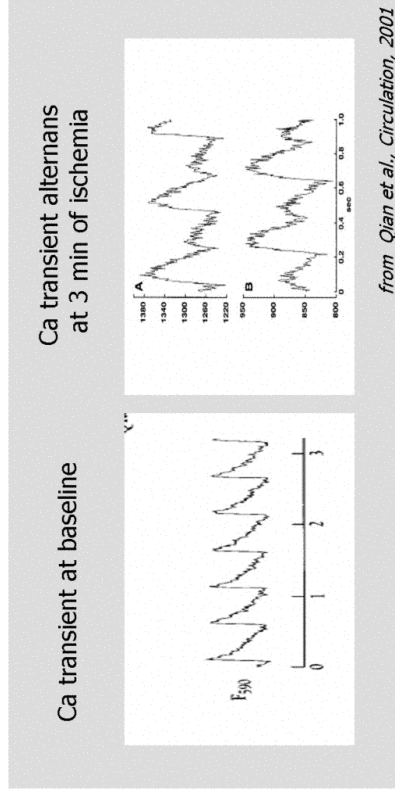 Ca transient at baseline
F590
0 1 2 3
Ca transient alternans
at 3 min of ischemia
A
1380
1340
1300
1260
1220
B
950
900
850
800
0 0.2 0.4 0.6 0.8 1.0
sec
from Qian et al., Circulation, 2001